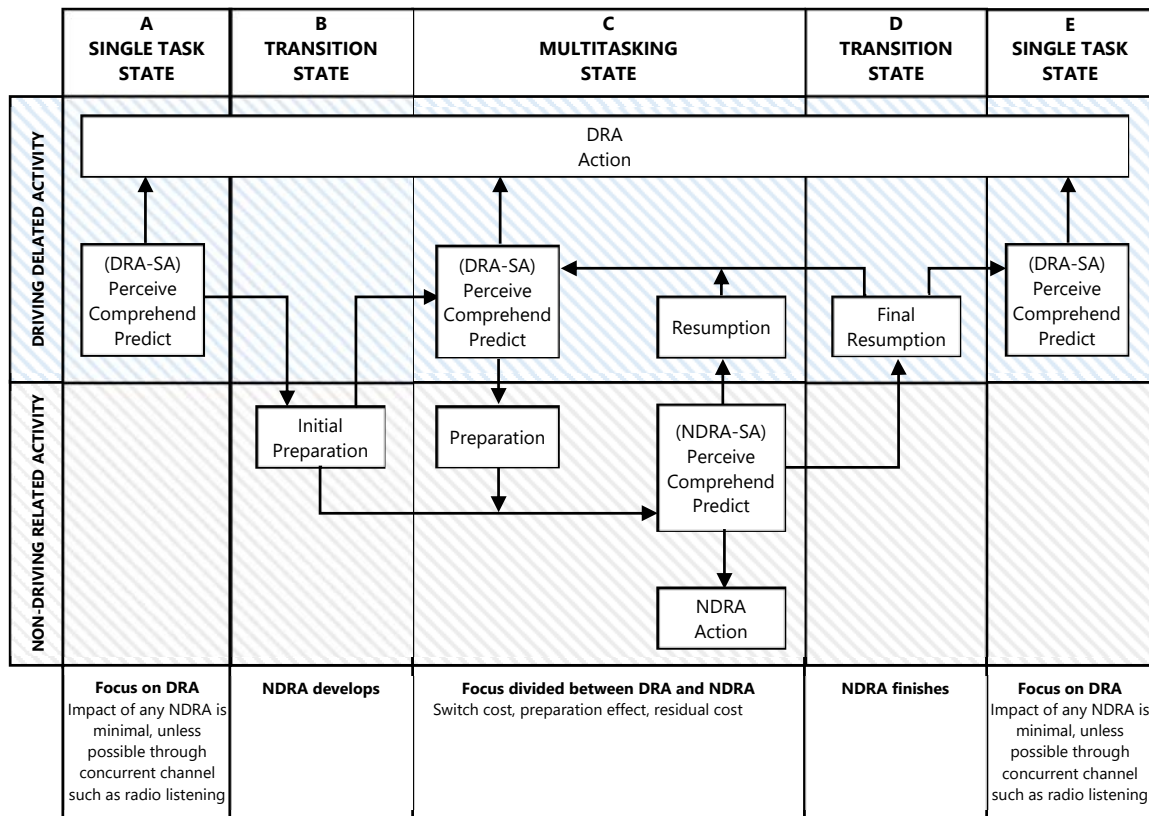 A
SINGLE TASK
STATE
B
TRANSITION
STATE
C
MULTITASKING
STATE
D
TRANSITION
STATE
E
SINGLE TASK
STATE
DRIVING DELATED ACTIVITY
DRA
Action
(DRA-SA)
Perceive
Comprehend
Predict
(DRA-SA)
Perceive
Comprehend
Predict
Resumption
Final
Resumption
(DRA-SA)
Perceive
Comprehend
Predict
NON-DRIVING RELATED ACTIVITY
Initial
Preparation
Preparation
(NDRA-SA)
Perceive
Comprehend
Predict
NDRA
Action
Focus on DRA
Impact of any NDRA is
minimal, unless
possible through
concurrent channel
such as radio listening
NDRA develops
Focus divided between DRA and NDRA
Switch cost, preparation effect, residual cost
NDRA finishes
Focus on DRA
Impact of any NDRA is
minimal, unless
possible through
concurrent channel
such as radio listening